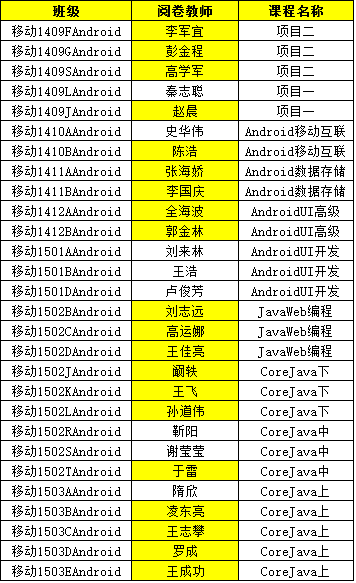 班级 阅卷教师 课程名称
移动1409FAndroid 李军宜 项目二
移动1409GAndroid 彭金程 项目二
移动1409SAndroid 高学军 项目二
移动1409LAndroid 秦志聪 项目一
移动1409JAndroid 赵晨 项目一
移动1410AAndroid 史华伟 Android移动互联
移动1410BAndroid 陈浩 Android移动互联
移动1411AAndroid 张海娇 Android数据存储
移动1411BAndroid 李国庆 Android数据存储
移动1412AAndroid 全海波 AndroidUI高级
移动1412BAndroid 郭金林 AndroidUI高级
移动1501AAndroid 刘来林 AndroidUI开发
移动1501BAndroid 王洁 AndroidUI开发
移动1501DAndroid 卢俊芳 AndroidUI开发
移动1502BAndroid 刘志远 JavaWeb编程
移动1502CAndroid 高运娜 JavaWeb编程
移动1502DAndroid 王佳亮 JavaWeb编程
移动1502JAndroid 阚轶 CoreJava下
移动1502KAndroid 王飞 CoreJava下
移动1502LAndroid 孙道伟 CoreJava下
移动1502RAndroid 靳阳 CoreJava中
移动1502SAndroid 谢莹莹 CoreJava中
移动1502TAndroid 于雷 CoreJava中
移动1503AAndroid 隋欣 CoreJava上
移动1503BAndroid 凌东亮 CoreJava上
移动1503CAndroid 王志攀 CoreJava上
移动1503DAndroid 罗成 CoreJava上
移动1503EAndroid 王成功 CoreJava上